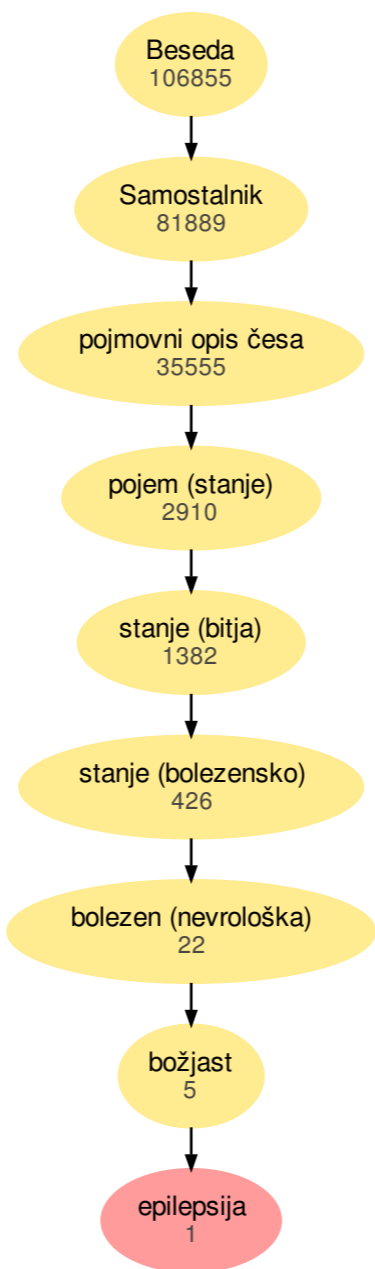 Beseda
106855
Samostalnik
81889
pojmovni opis česa
35555
pojem (stanje)
2910
stanje (bitja)
1382
stanje (bolezensko)
426
bolezen (nevrološka)
22
božjast
5
epilepsija
1